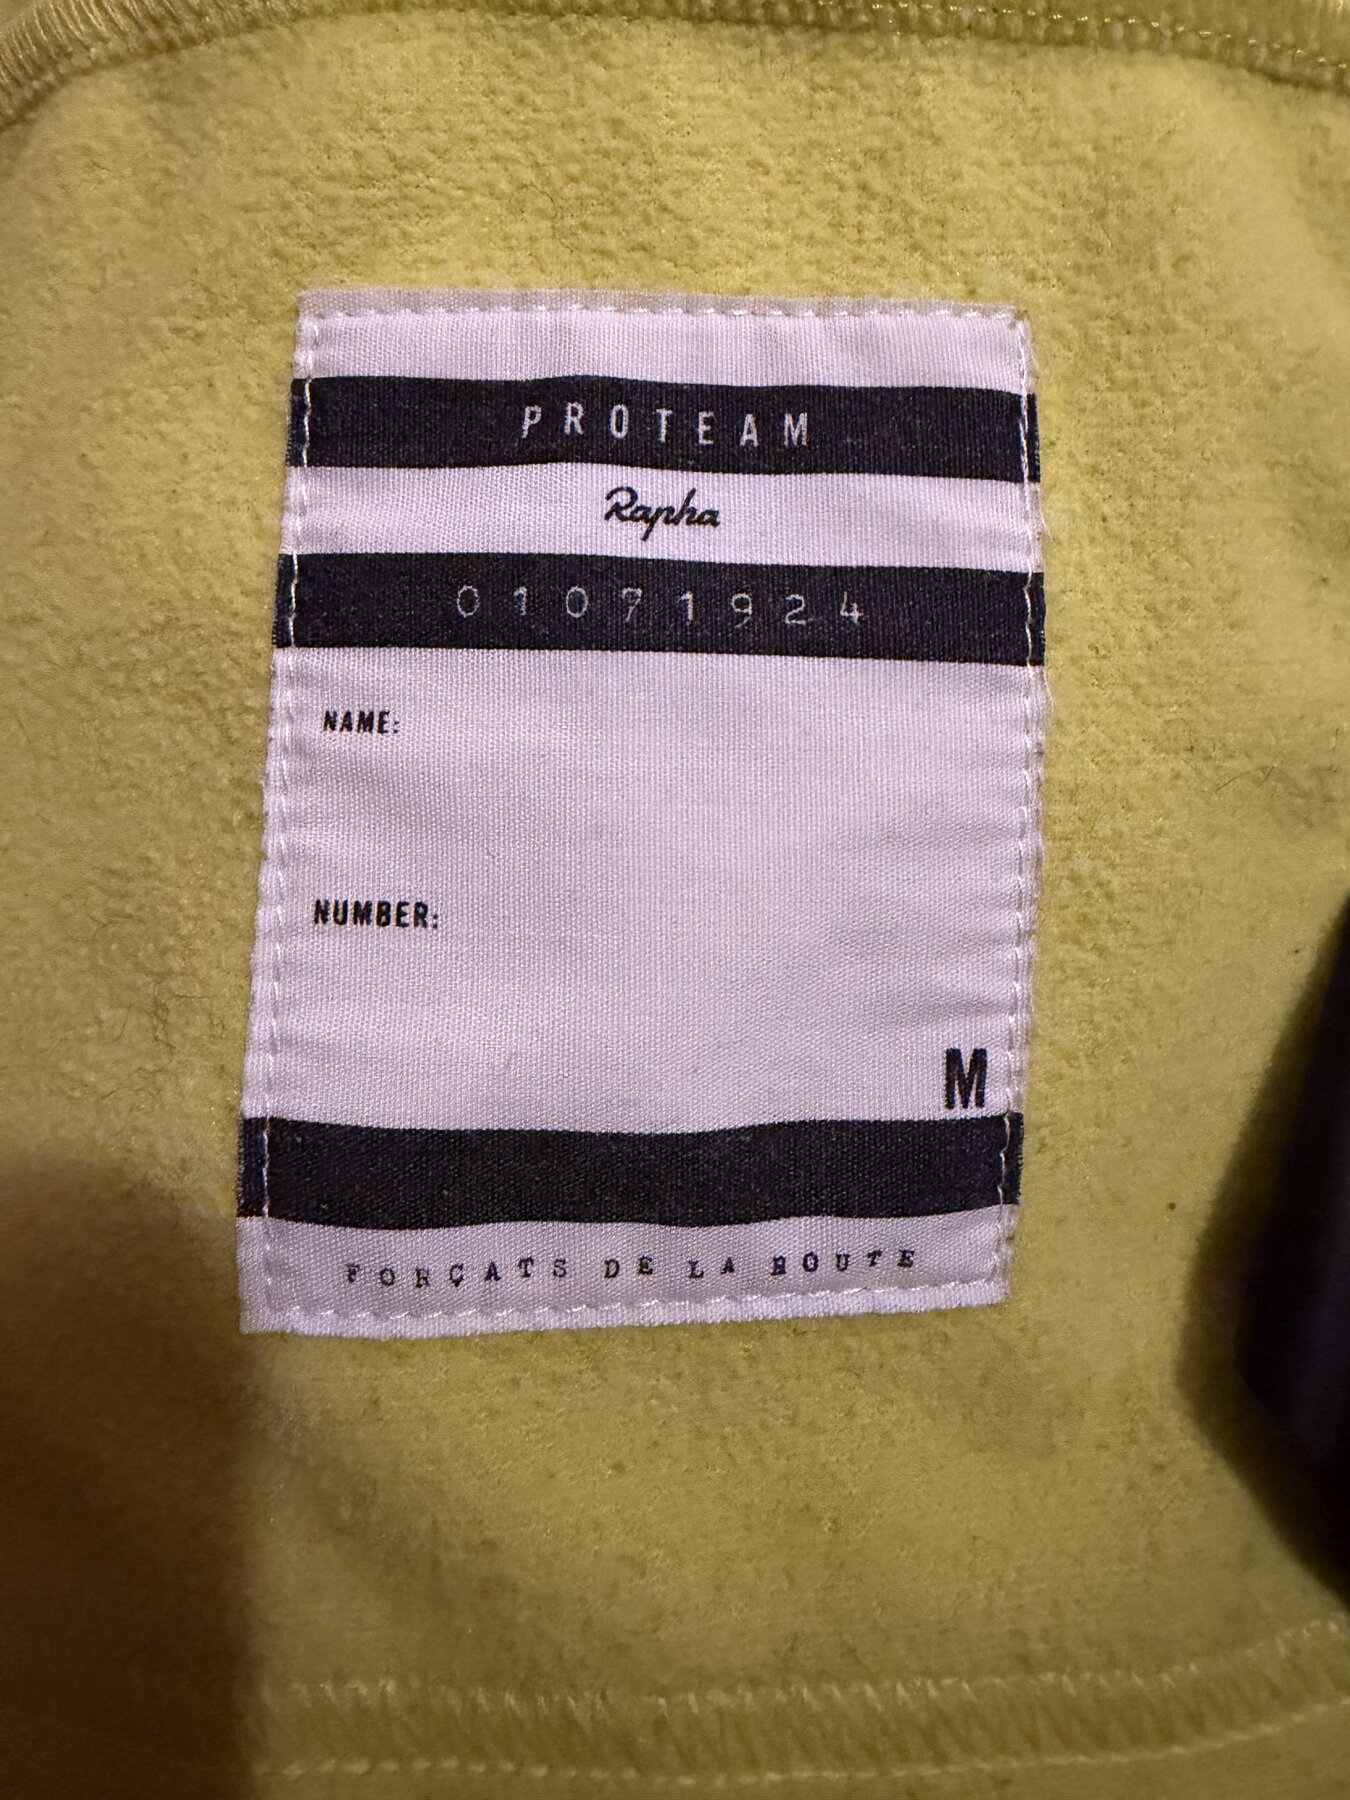 PROTEAM
Rapha
01071924
NAME:
NUMBER:
M
FORÇATS DE LA ROUTE